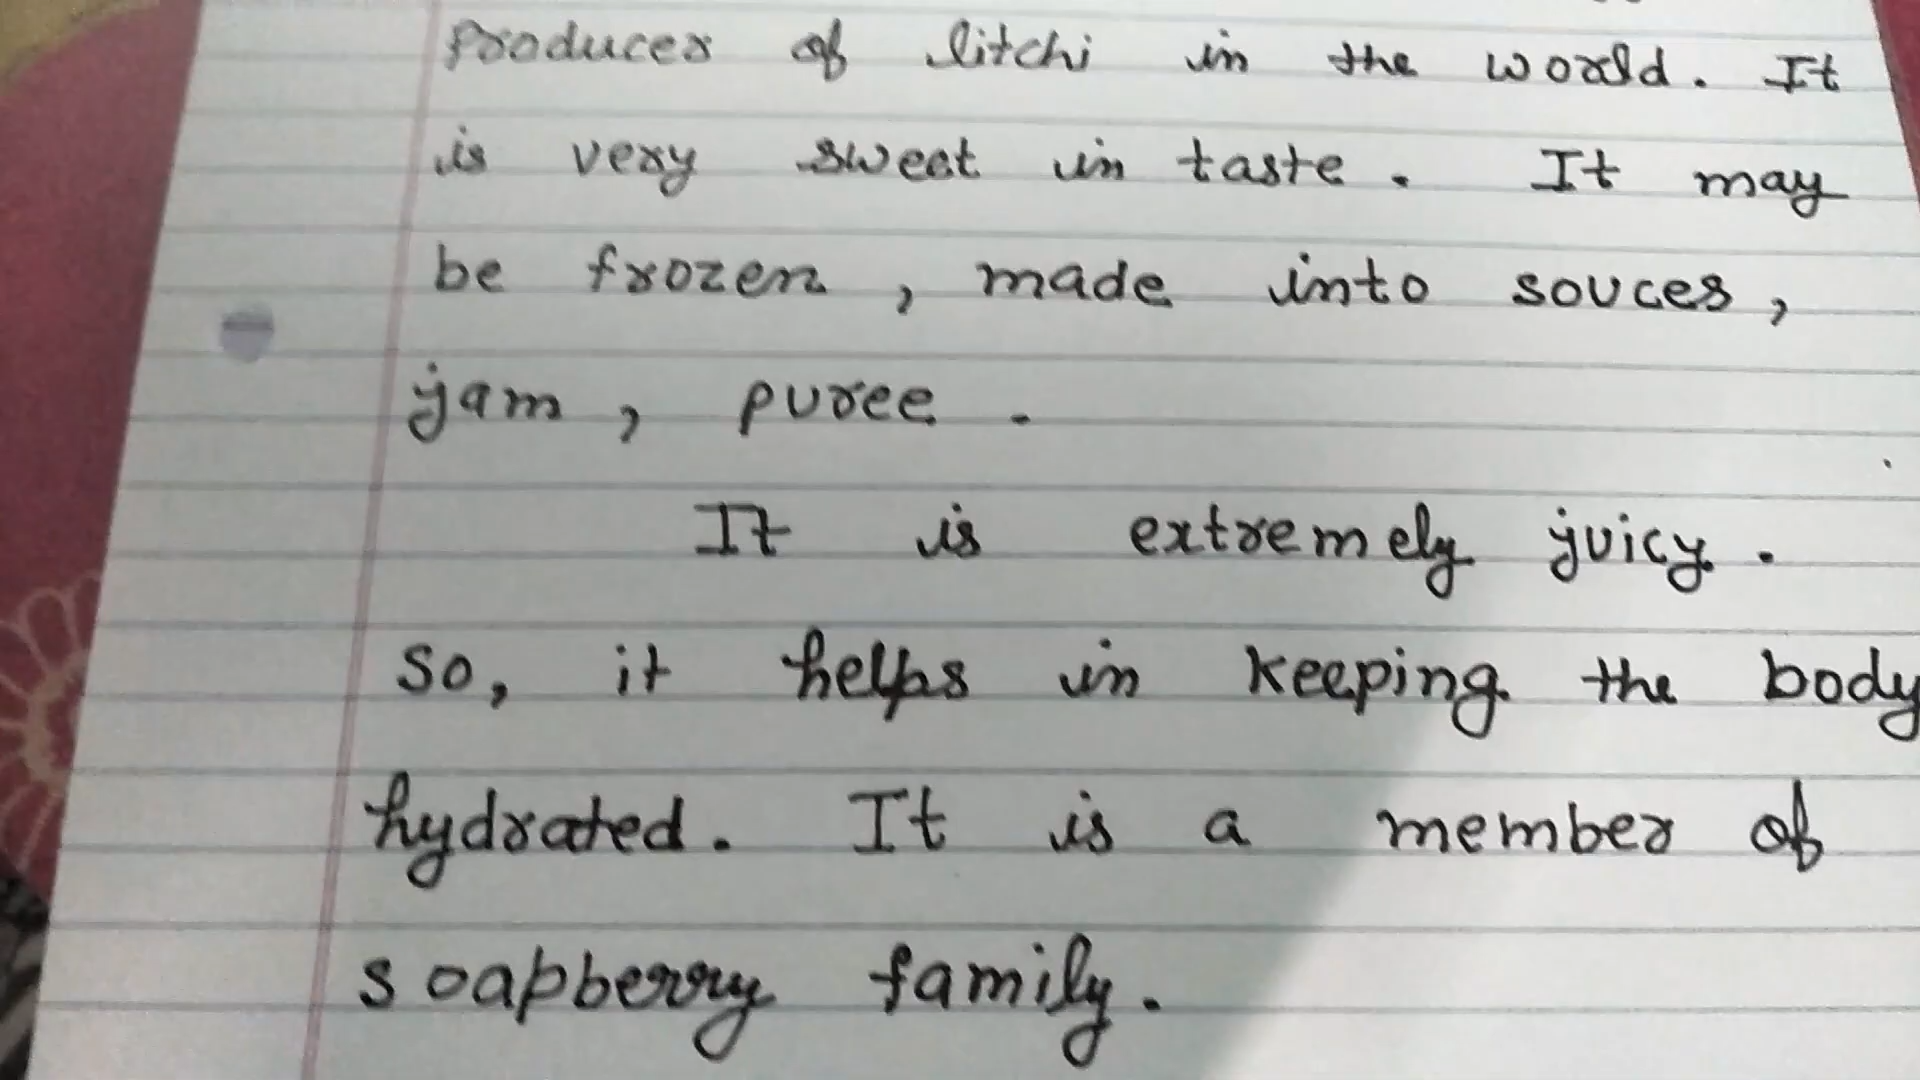 producer of litchi in the world. It
is very sweet in taste. It may
be frozen, made into souces,
jam, puree.
It is extremely juicy.
So, it helps in keeping the body
hydrated. It is a member of
soapberry family.